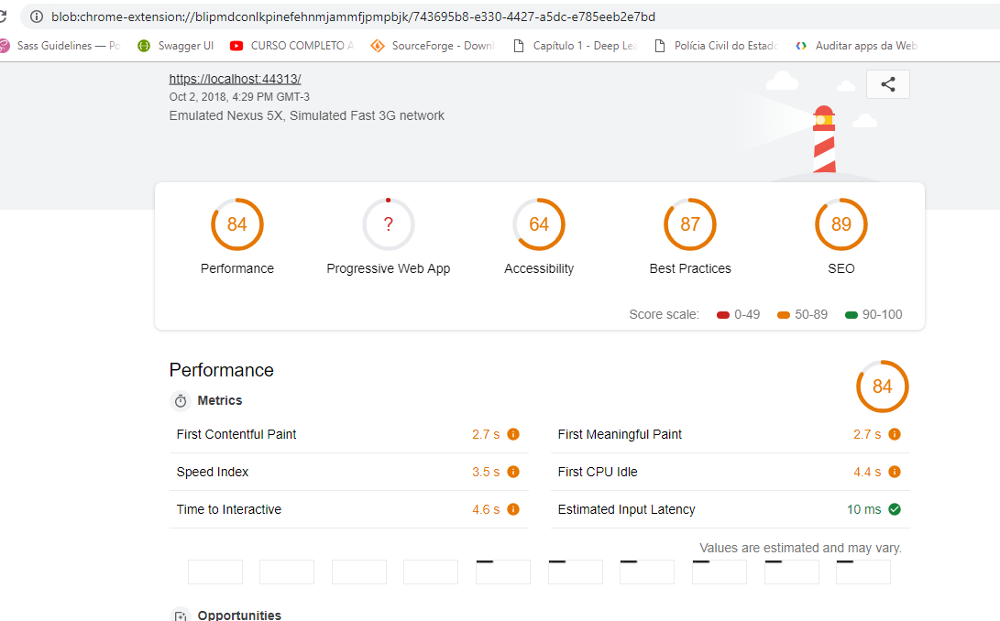 blob:chrome-extension://blipmdconlkpinefehnmjammfjpmpbjk/743695b8-e330-4427-a5dc-e785eeb2e7bd
Sass Guidelines — Po Swagger UI CURSO COMPLETO A SourceForge - Downl Capítulo 1 - Deep Lea Polícia Civil do Estado Auditar apps da Web
https://localhost:44313/
Oct 2, 2018, 4:29 PM GMT-3
Emulated Nexus 5X, Simulated Fast 3G network
84 ? 64 87 89
Performance Progressive Web App Accessibility Best Practices SEO
Score scale: 0-49 50-89 90-100
Performance 84
Metrics
First Contentful Paint 2.7 s First Meaningful Paint 2.7 s
Speed Index 3.5 s First CPU Idle 4.4 s
Time to Interactive 4.6 s Estimated Input Latency 10 ms
Values are estimated and may vary.
Opportunities